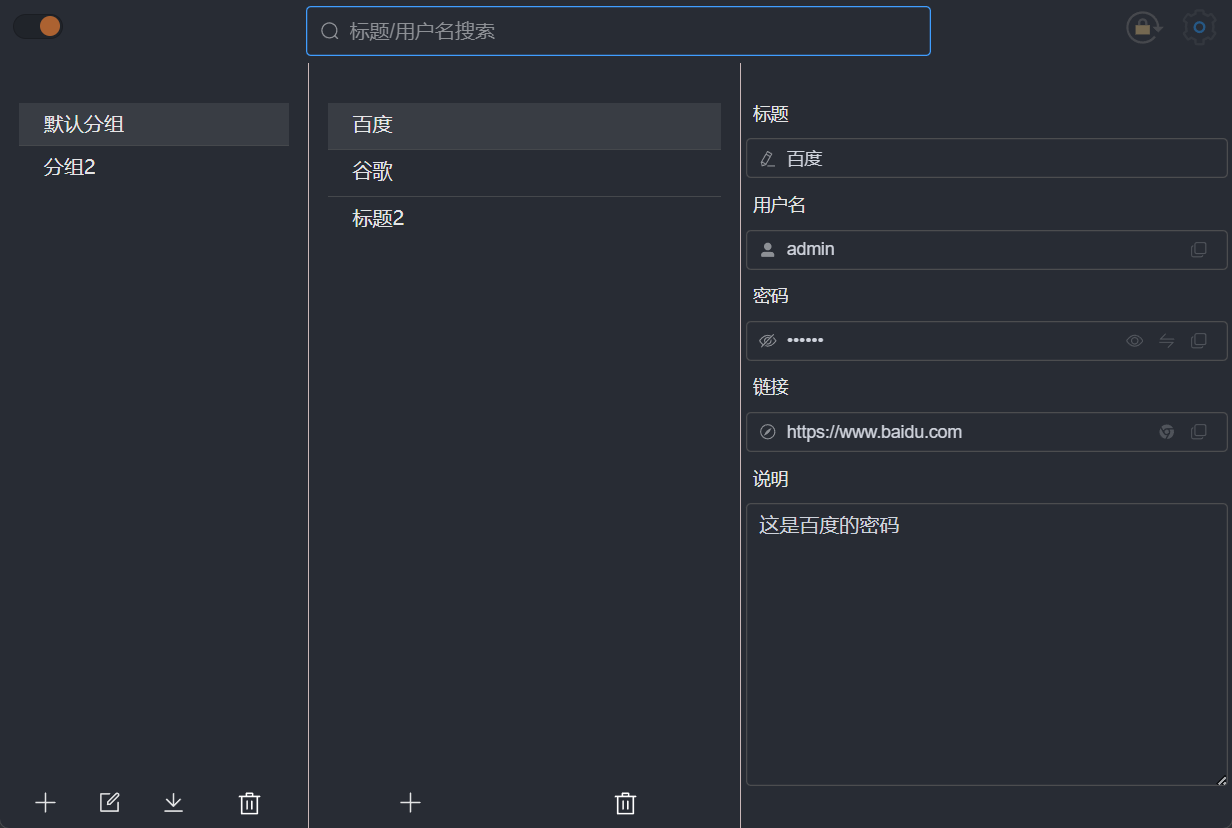 标题/用户名搜索
默认分组
分组2
百度
谷歌
标题2
标题
百度
用户名
admin
密码
••••••
链接
https://www.baidu.com
说明
这是百度的密码